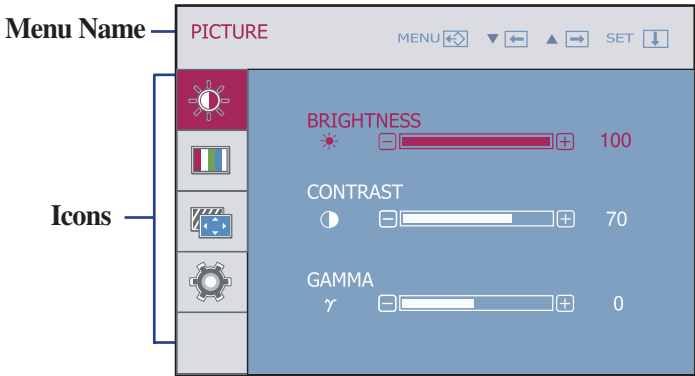 Menu Name
PICTURE MENU SET
Icons
BRIGHTNESS
100
CONTRAST
70
GAMMA
γ 0